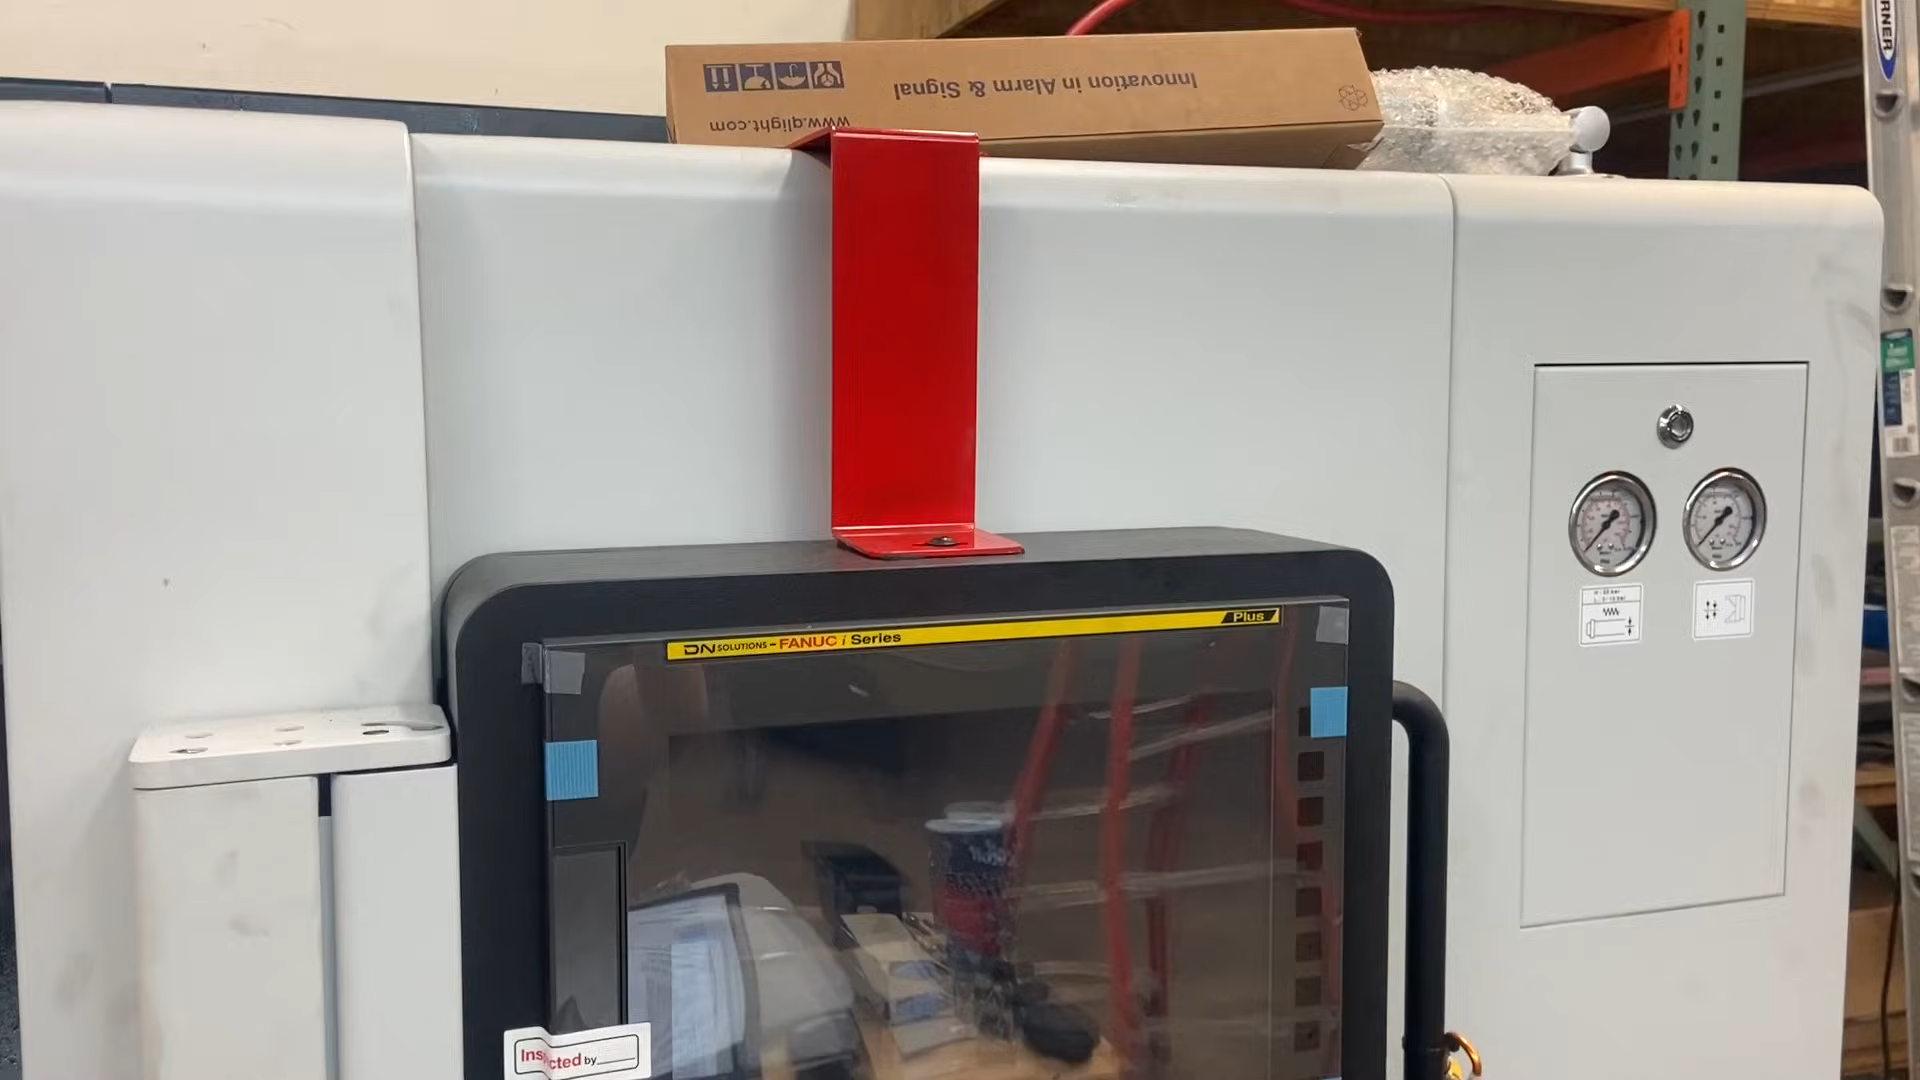 Innovation in Alarm & Signal
www.qlight.com
DN SOLUTIONS - FANUC i Series
Plus
Inspected by